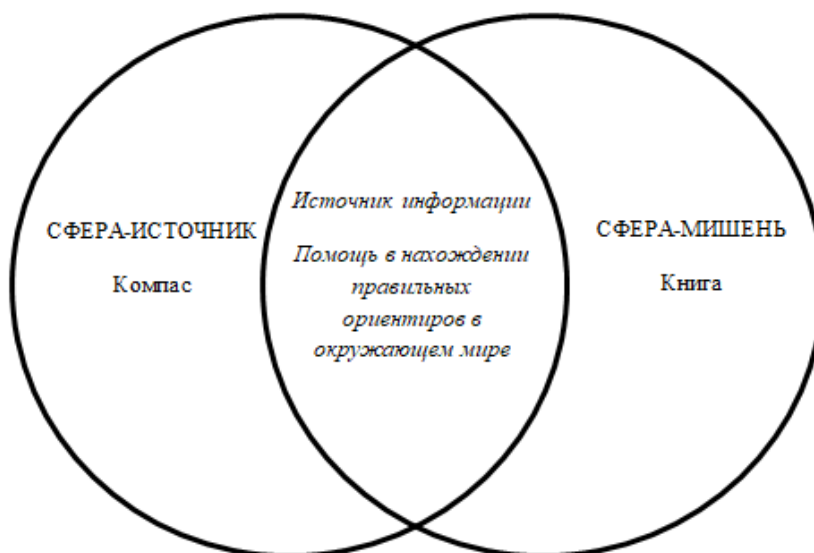 СФЕРА-ИСТОЧНИК
Компас
Источник информации
Помощь в нахождении
правильных
ориентиров в
окружающем мире
СФЕРА-МИШЕНЬ
Книга